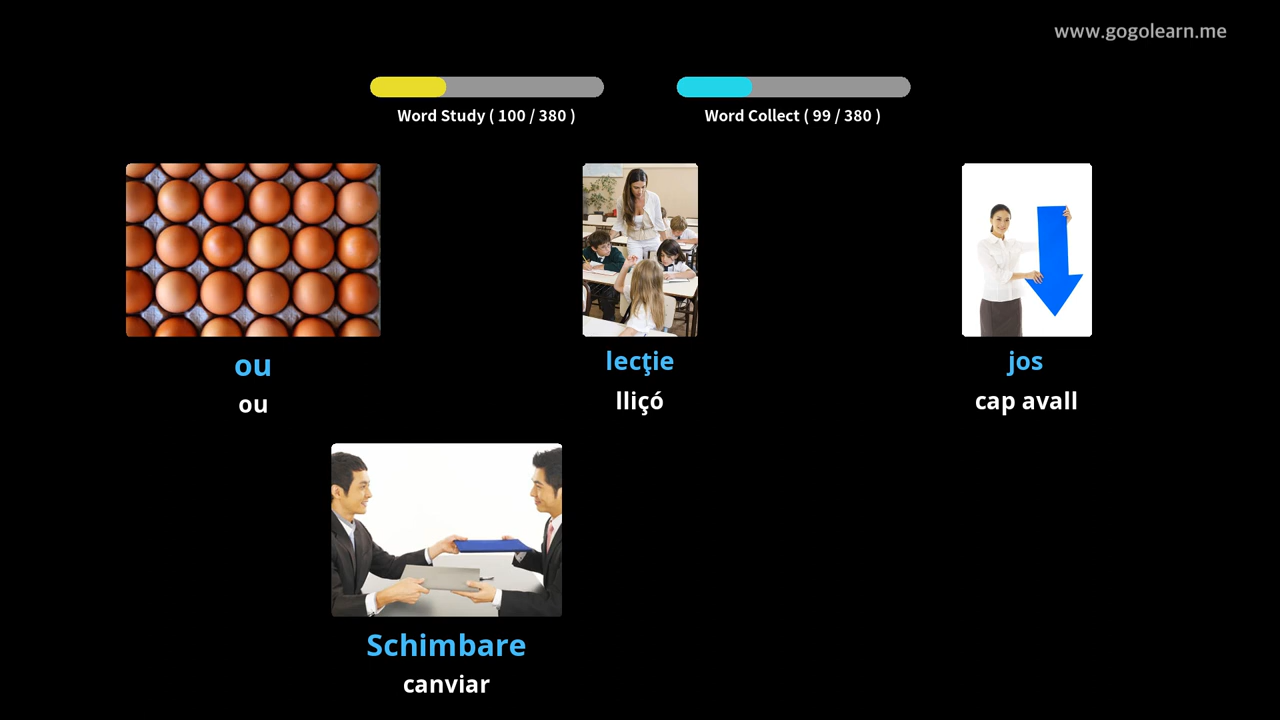 www.gogolearn.me
Word Study ( 100 / 380 )
Word Collect ( 99 / 380 )
ou
ou
lecţie
lliçó
jos
cap avall
Schimbare
canviar